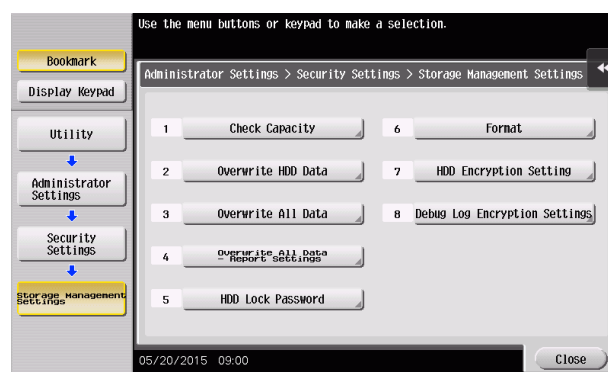 Use the menu buttons or keypad to make a selection.
Bookmark
Display Keypad
Utility
Administrator
Settings
Security
Settings
Storage Management
Settings
Administrator Settings > Security Settings > Storage Management Settings
1 Check Capacity
2 Overwrite HDD Data
3 Overwrite All Data
4 Overwrite All Data
- Report Settings
5 HDD Lock Password
6 Format
7 HDD Encryption Setting
8 Debug Log Encryption Settings
05/20/2015 09:00
Close